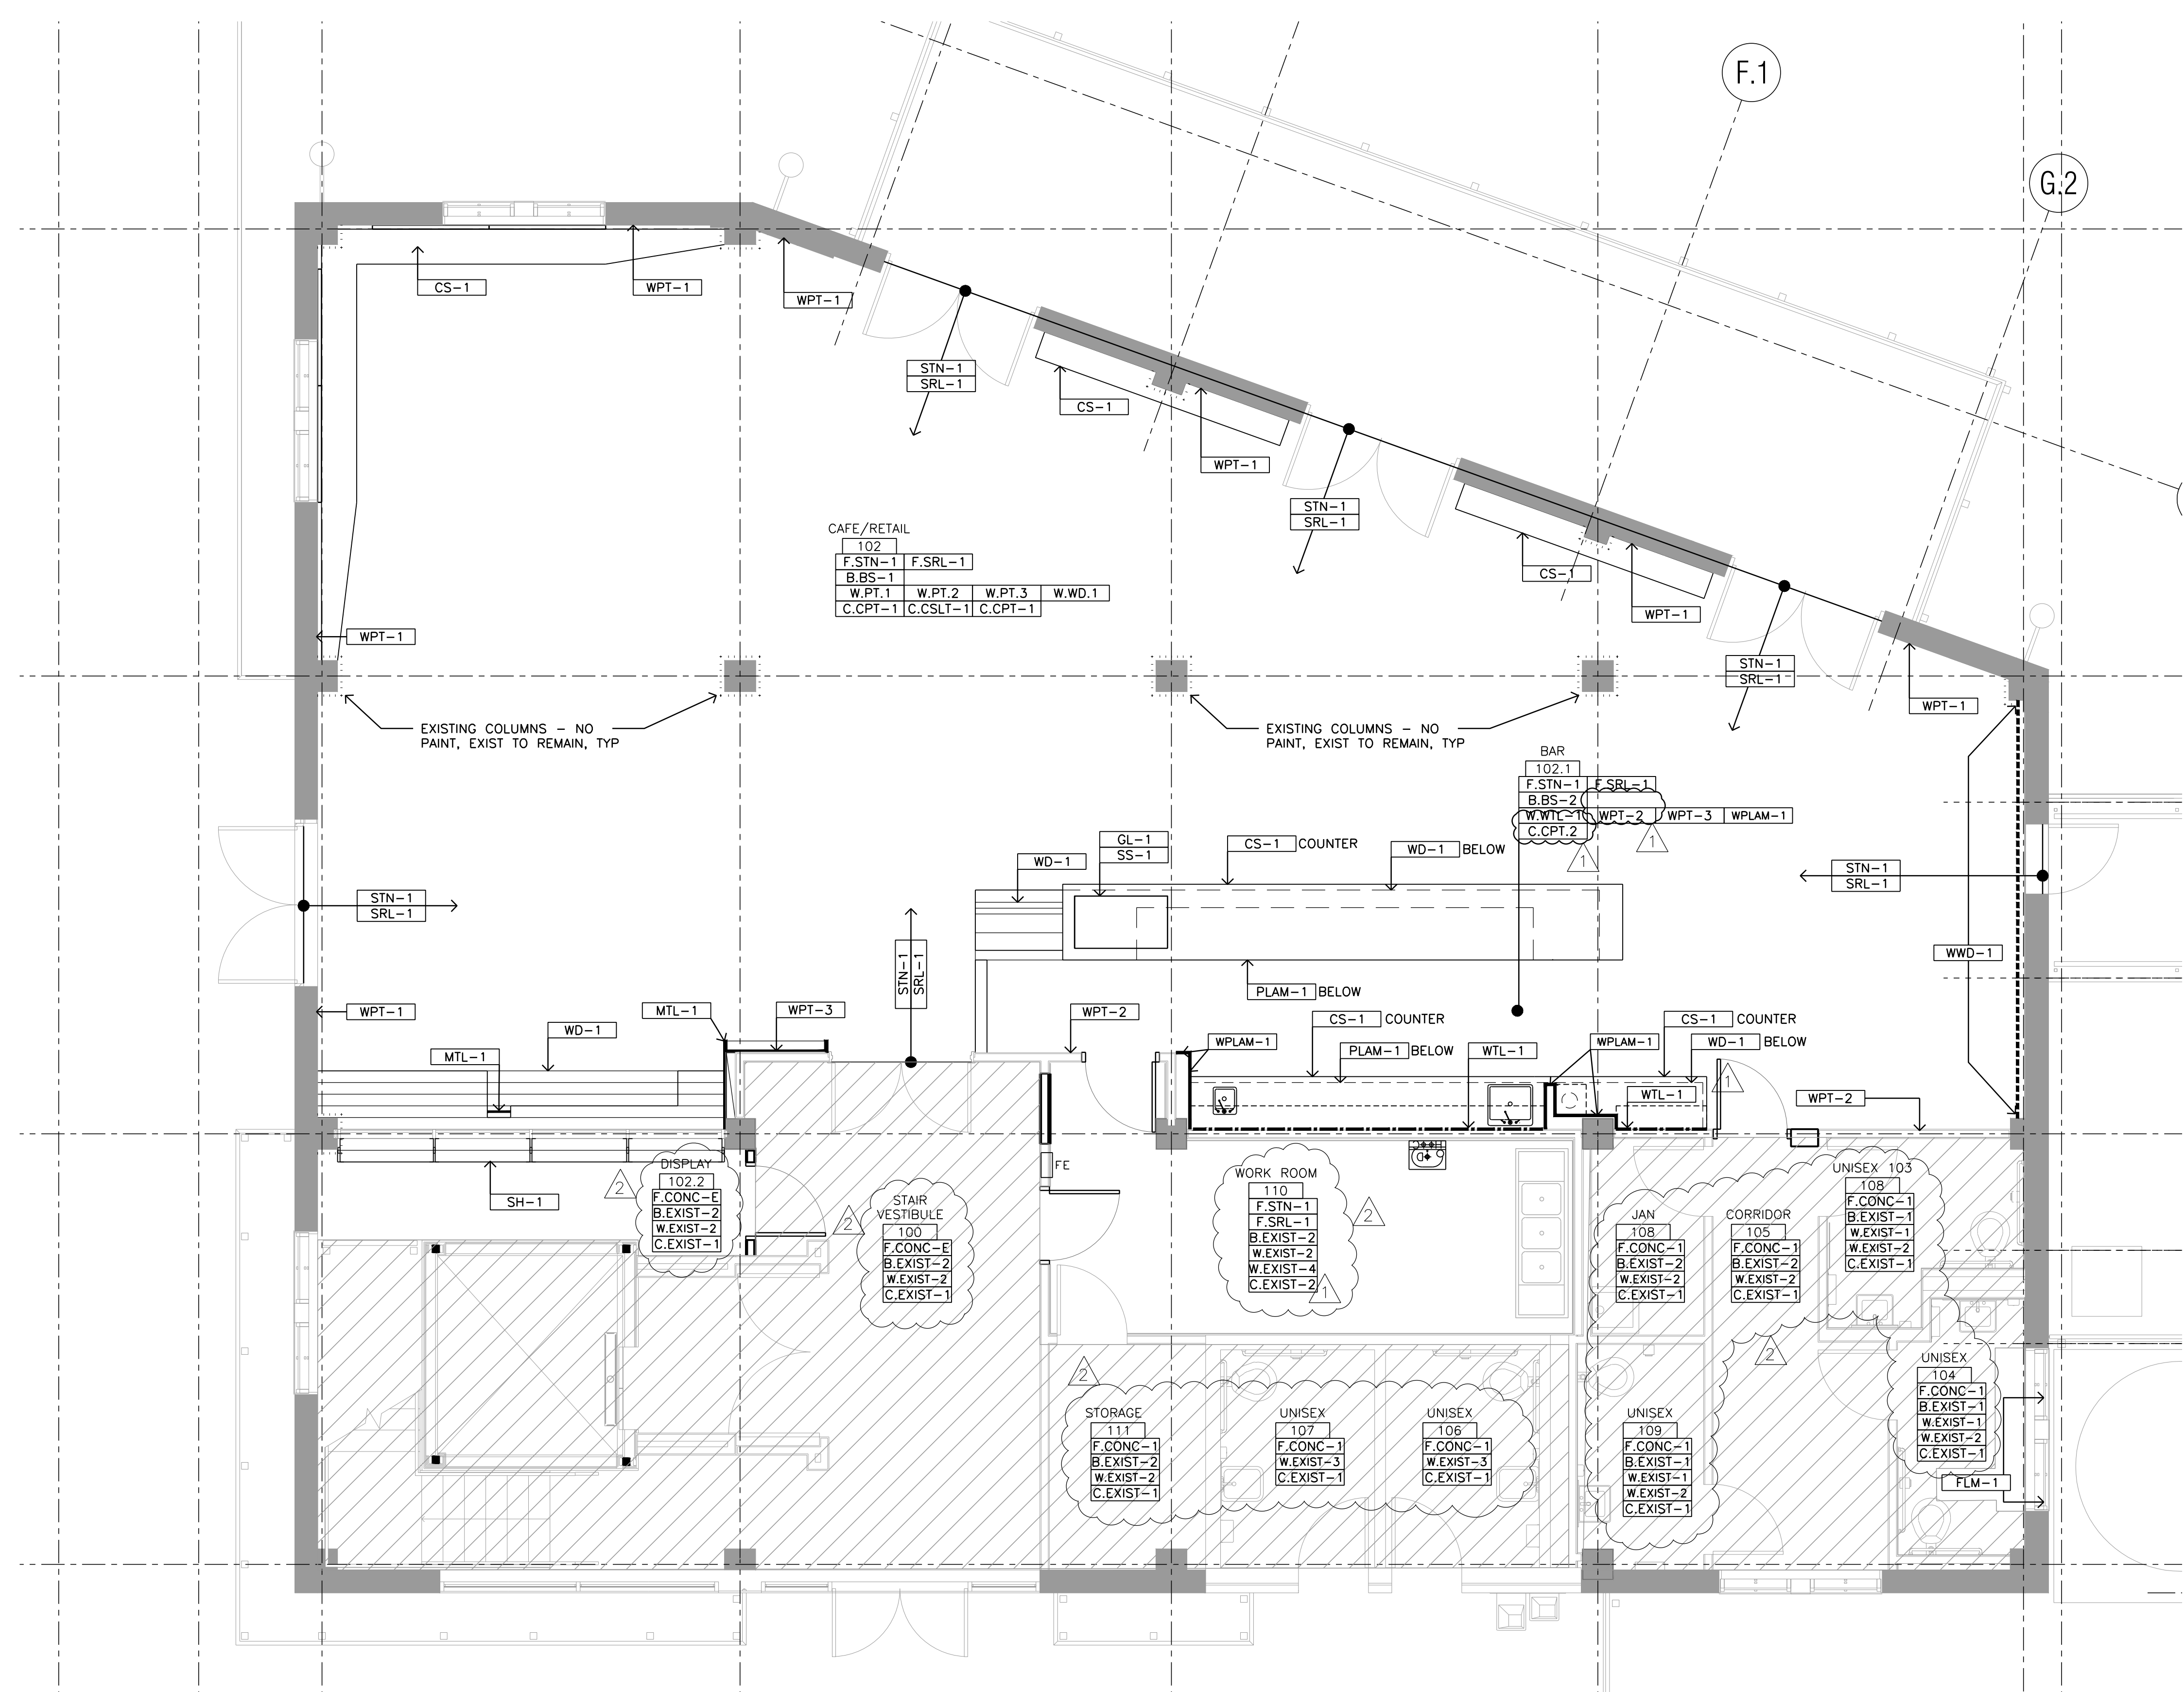 F.1
G.2
CS-1
WPT-1
WPT-1
STN-1
SRL-1
CS-1
WPT-1
STN-1
SRL-1
CS-1
WPT-1
STN-1
SRL-1
WPT-1
CAFE/RETAIL
102
F.STN-1 F.SRL-1
B.BS-1
W.PT.1 W.PT.2 W.PT.3 W.WD.1
C.CPT-1 C.CSLT-1 C.CPT-1
WPT-1
EXISTING COLUMNS - NO
PAINT, EXIST TO REMAIN, TYP
EXISTING COLUMNS - NO
PAINT, EXIST TO REMAIN, TYP
BAR
102.1
F.STN-1 F.SRL-1
B.BS-2
W.WTL-1 WPT-2 WPT-3 WPLAM-1
C.CPT.2
1
1
GL-1
SS-1
WD-1
CS-1 COUNTER
WD-1 BELOW
STN-1
SRL-1
STN-1
SRL-1
STN-1
SRL-1
WWD-1
PLAM-1 BELOW
WPT-1
WD-1
MTL-1
MTL-1
WPT-3
WPT-2
WPLAM-1
CS-1 COUNTER
PLAM-1 BELOW
WTL-1
WPLAM-1
CS-1 COUNTER
WD-1 BELOW
WTL-1
1
WPT-2
FE
SH-1
2
DISPLAY
102.2
F.CONC-E
B.EXIST-2
W.EXIST-2
C.EXIST-1
2
STAIR
VESTIBULE
100
F.CONC-E
B.EXIST-2
W.EXIST-2
C.EXIST-1
WORK ROOM
110
F.STN-1
F.SRL-1
B.EXIST-2
W.EXIST-2
W.EXIST-4
C.EXIST-2
1
2
JAN
108
F.CONC-1
B.EXIST-2
W.EXIST-2
C.EXIST-1
CORRIDOR
105
F.CONC-1
B.EXIST-2
W.EXIST-2
C.EXIST-1
UNISEX 103
108
F.CONC-1
B.EXIST-1
W.EXIST-1
W.EXIST-2
C.EXIST-1
2
UNISEX
104
F.CONC-1
B.EXIST-1
W.EXIST-1
W.EXIST-2
C.EXIST-1
FLM-1
2
STORAGE
111
F.CONC-1
B.EXIST-2
W.EXIST-2
C.EXIST-1
UNISEX
107
F.CONC-1
W.EXIST-3
C.EXIST-1
UNISEX
106
F.CONC-1
W.EXIST-3
C.EXIST-1
UNISEX
109
F.CONC-1
B.EXIST-1
W.EXIST-1
W.EXIST-2
C.EXIST-1